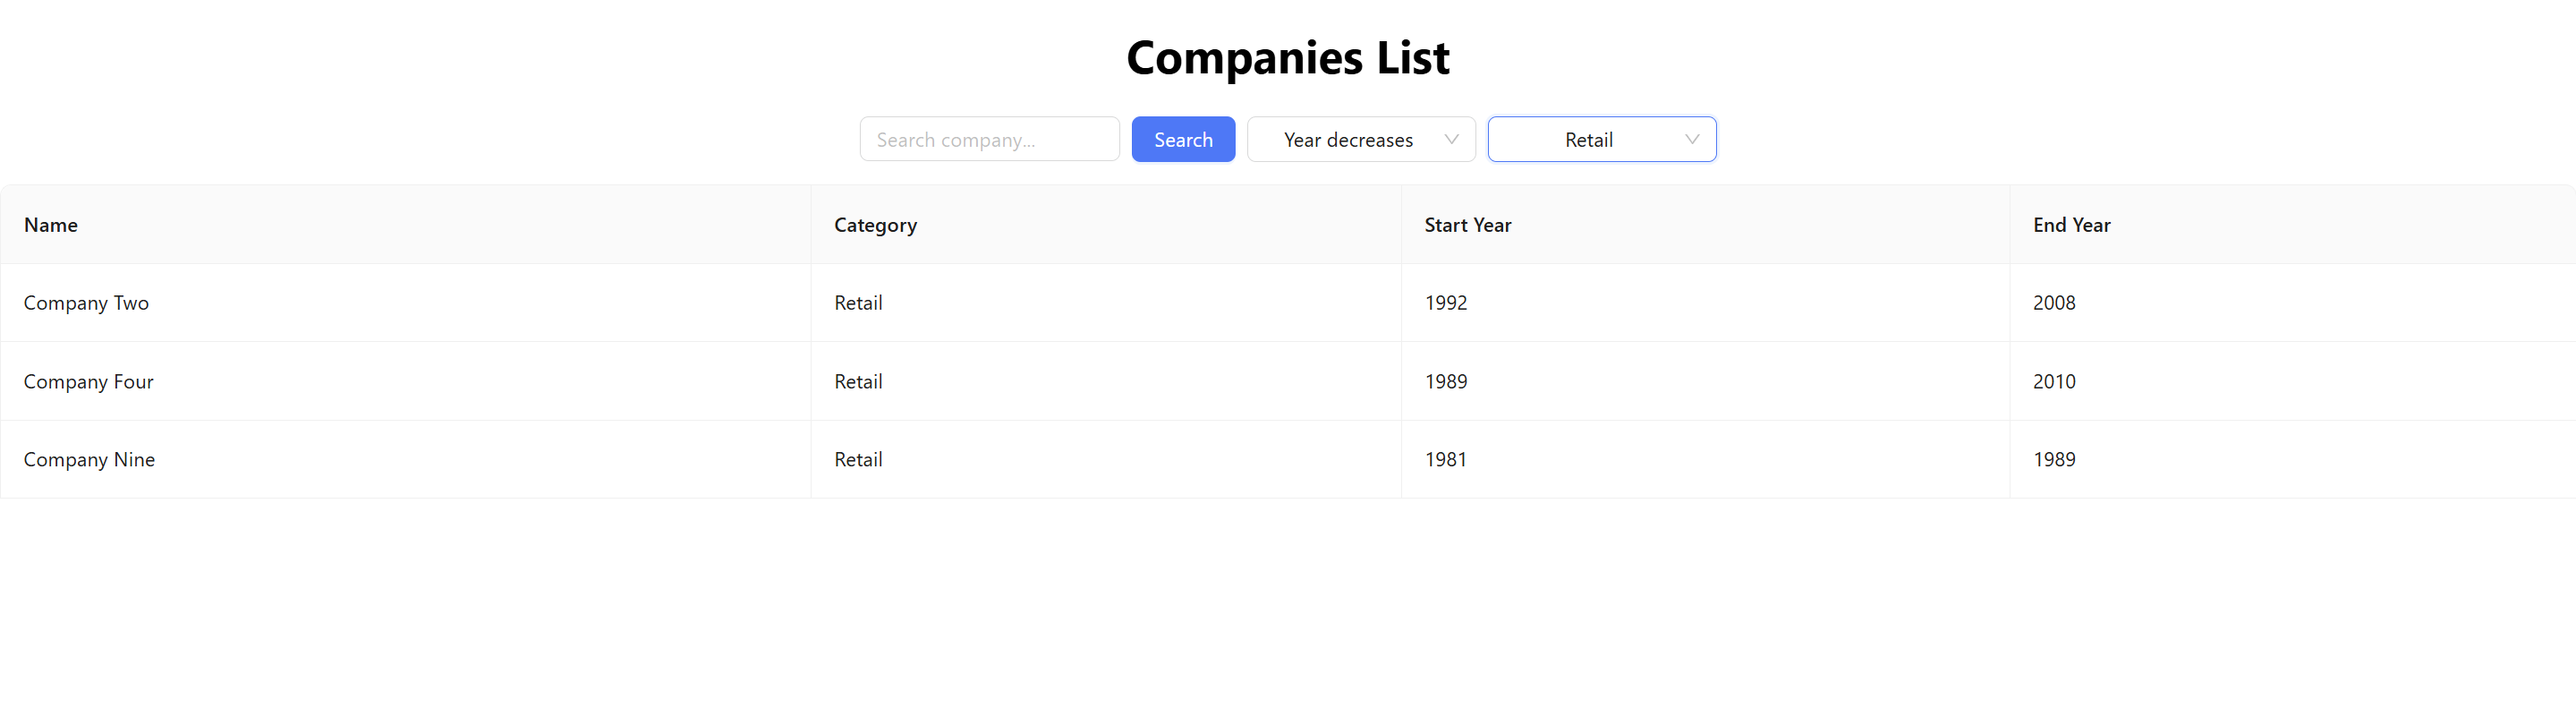 Companies List
Search company... Search Year decreases Retail
Name Category Start Year End Year
Company Two Retail 1992 2008
Company Four Retail 1989 2010
Company Nine Retail 1981 1989